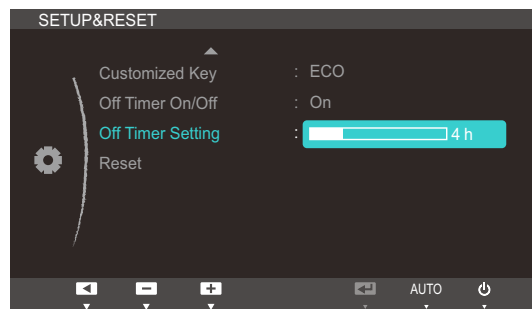 SETUP&RESET
Customized Key : ECO
Off Timer On/Off : On
Off Timer Setting : 4 h
Reset
AUTO